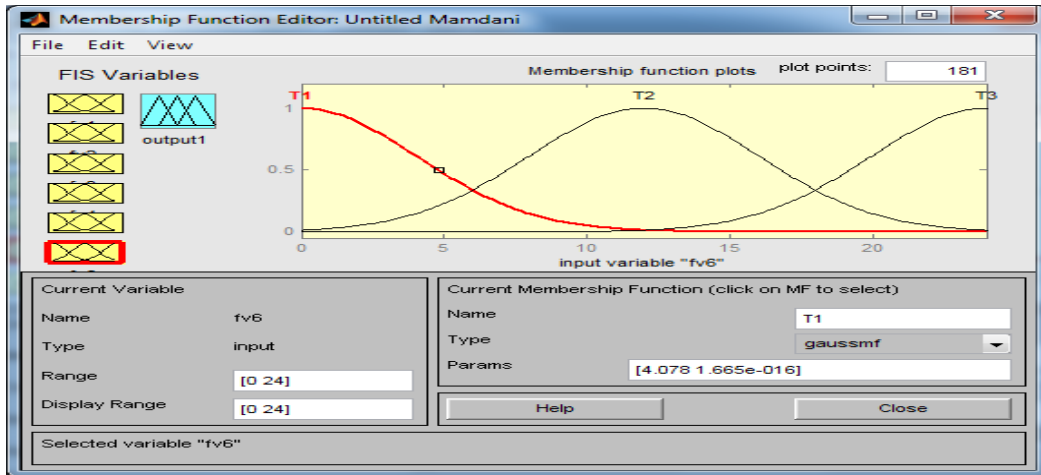 Membership Function Editor: Untitled Mamdani
File Edit View
FIS Variables
output1
Membership function plots
plot points:
181
T1
T2
T3
1
0.5
0
0
5
10
15
20
input variable "fv6"
Current Variable
Name fv6
Type input
Range [0 24]
Display Range [0 24]
Current Membership Function (click on MF to select)
Name T1
Type gaussmf
Params [4.078 1.665e-016]
Help
Close
Selected variable "fv6"